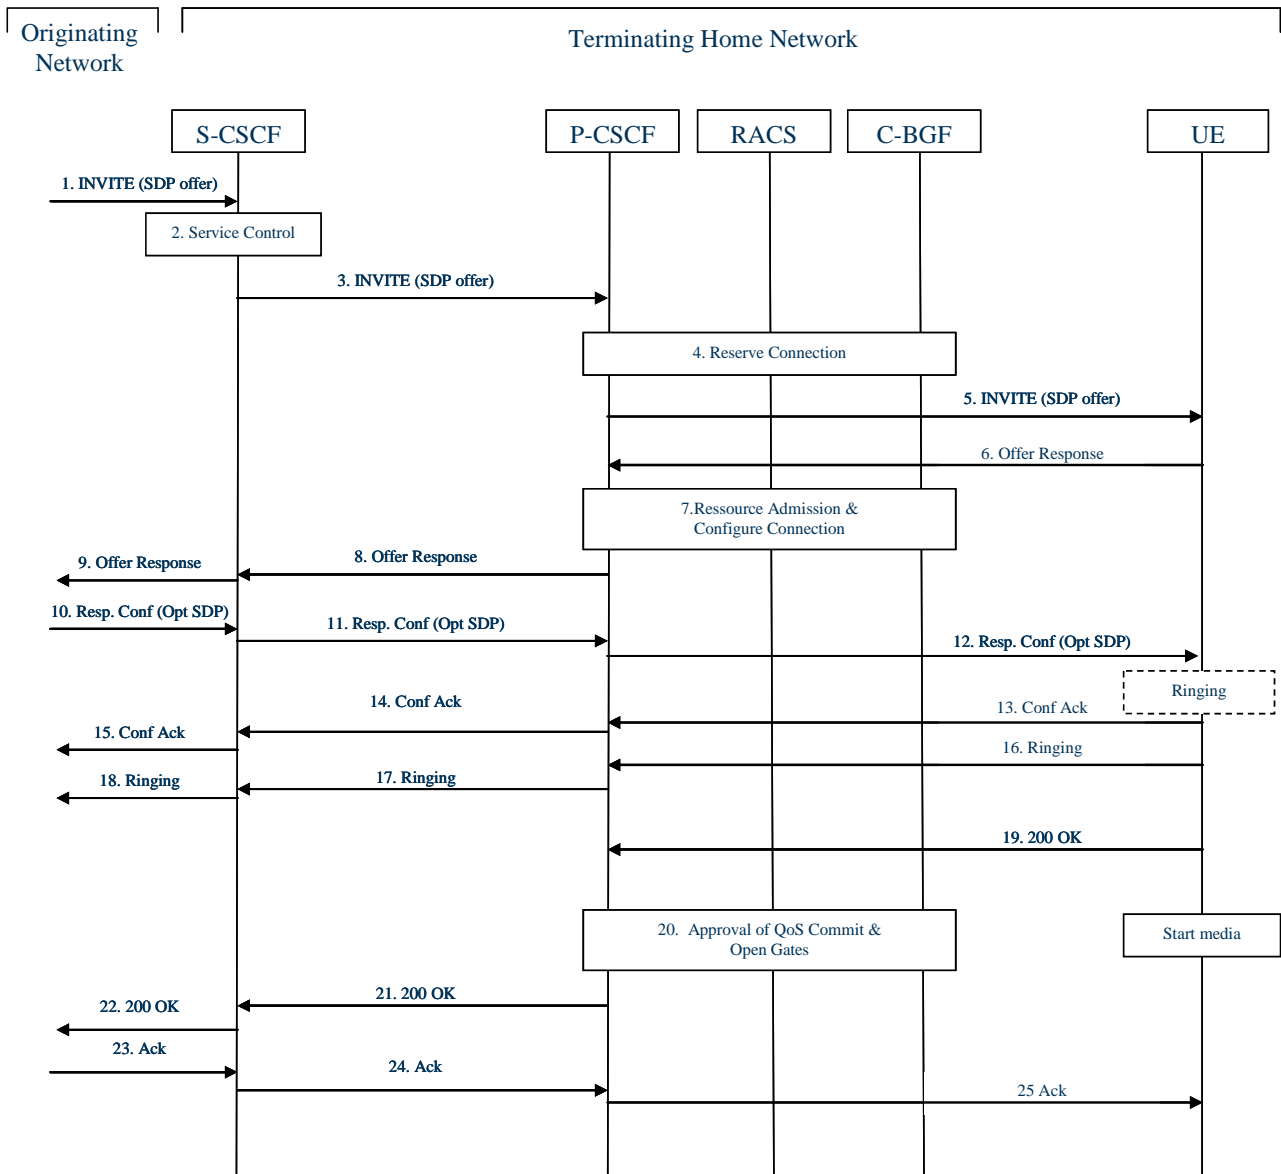 Originating
Network
Terminating Home Network
S-CSCF
P-CSCF
RACS
C-BGF
UE
1. INVITE (SDP offer)
2. Service Control
3. INVITE (SDP offer)
4. Reserve Connection
5. INVITE (SDP offer)
6. Offer Response
7.Ressource Admission &
Configure Connection
8. Offer Response
9. Offer Response
10. Resp. Conf (Opt SDP)
11. Resp. Conf (Opt SDP)
12. Resp. Conf (Opt SDP)
Ringing
13. Conf Ack
14. Conf Ack
15. Conf Ack
16. Ringing
17. Ringing
18. Ringing
19. 200 OK
20. Approval of QoS Commit &
Open Gates
Start media
21. 200 OK
22. 200 OK
23. Ack
24. Ack
25 Ack